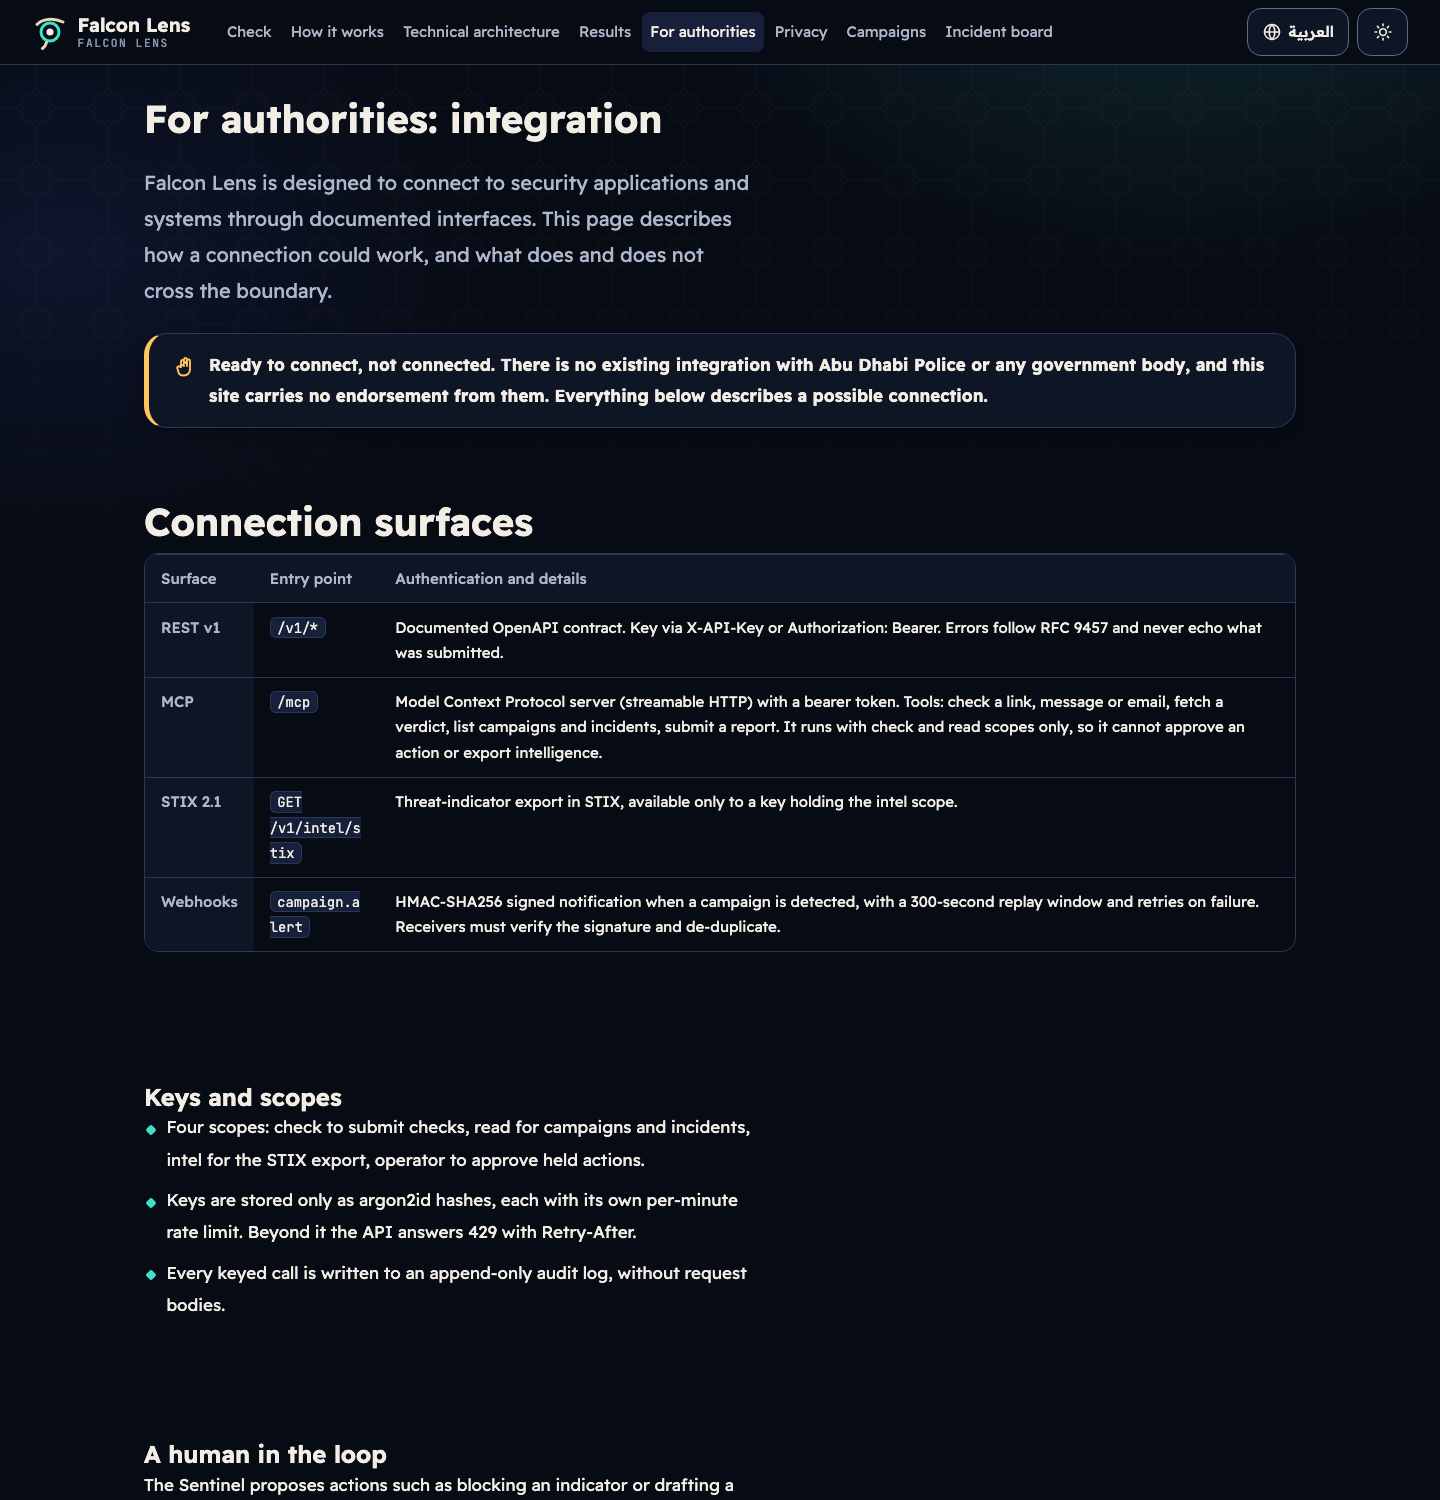 Falcon Lens
FALCON LENS
Check
How it works
Technical architecture
Results
For authorities
Privacy
Campaigns
Incident board
العربية
For authorities: integration
Falcon Lens is designed to connect to security applications and
systems through documented interfaces. This page describes
how a connection could work, and what does and does not
cross the boundary.
Ready to connect, not connected. There is no existing integration with Abu Dhabi Police or any government body, and this
site carries no endorsement from them. Everything below describes a possible connection.
Connection surfaces
Surface
Entry point
Authentication and details
REST v1
/v1/*
Documented OpenAPI contract. Key via X-API-Key or Authorization: Bearer. Errors follow RFC 9457 and never echo what
was submitted.
MCP
/mcp
Model Context Protocol server (streamable HTTP) with a bearer token. Tools: check a link, message or email, fetch a
verdict, list campaigns and incidents, submit a report. It runs with check and read scopes only, so it cannot approve an
action or export intelligence.
STIX 2.1
GET
/v1/intel/s
tix
Threat-indicator export in STIX, available only to a key holding the intel scope.
Webhooks
campaign.a
lert
HMAC-SHA256 signed notification when a campaign is detected, with a 300-second replay window and retries on failure.
Receivers must verify the signature and de-duplicate.
Keys and scopes
Four scopes: check to submit checks, read for campaigns and incidents,
intel for the STIX export, operator to approve held actions.
Keys are stored only as argon2id hashes, each with its own per-minute
rate limit. Beyond it the API answers 429 with Retry-After.
Every keyed call is written to an append-only audit log, without request
bodies.
A human in the loop
The Sentinel proposes actions such as blocking an indicator or drafting a